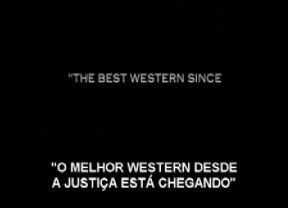 "THE BEST WESTERN SINCE
"O MELHOR WESTERN DESDE
A JUSTIÇA ESTÁ CHEGANDO"